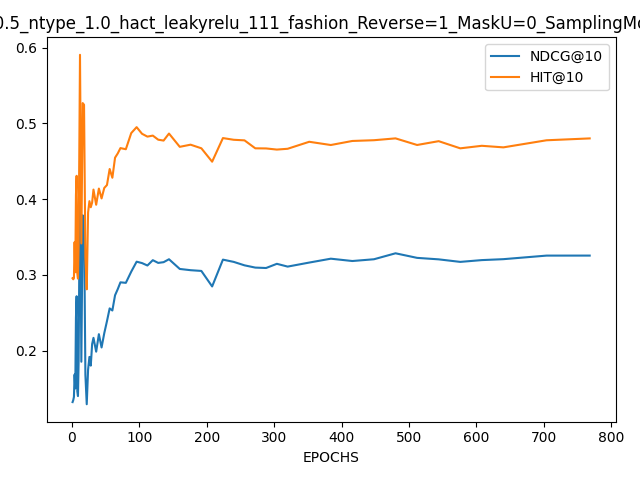 0.5_ntype_1.0_hact_leakyrelu_111_fashion_Reverse=1_MaskU=0_SamplingMo
NDCG@10
HIT@10
0.6
0.5
0.4
0.3
0.2
0 100 200 300 400 500 600 700 800
EPOCHS